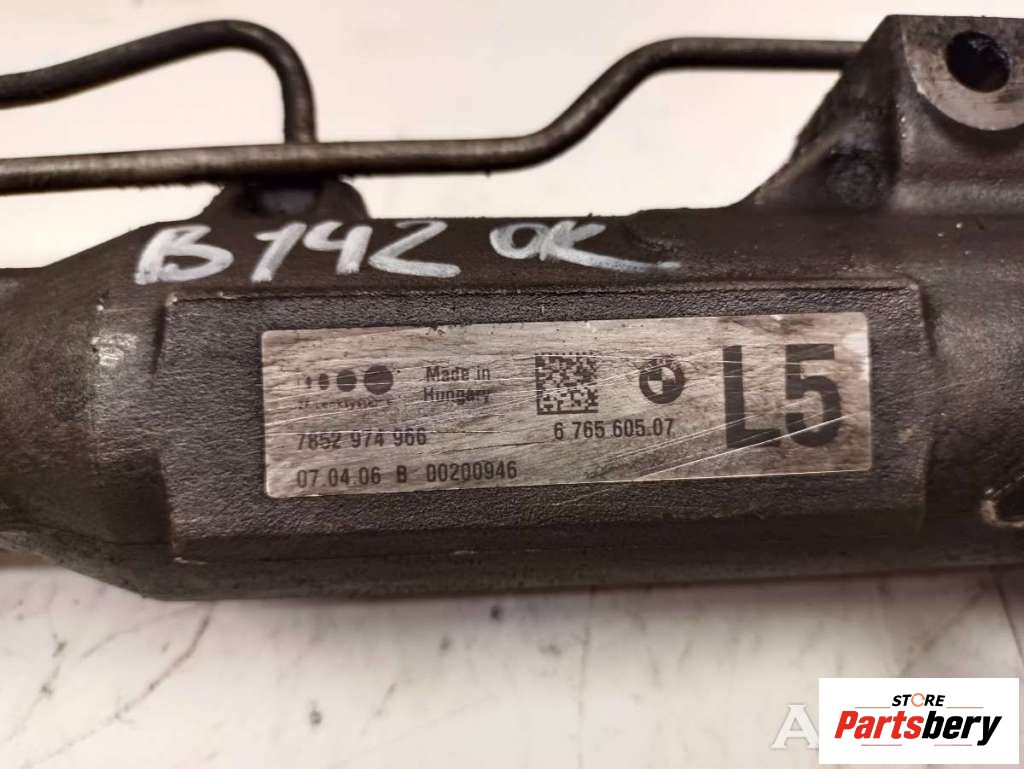 B142 OK
Made in
Hungary
7852 974 966
07.04.06 B 00200946
6 765 605.07
L5
A
STORE
Partsbery